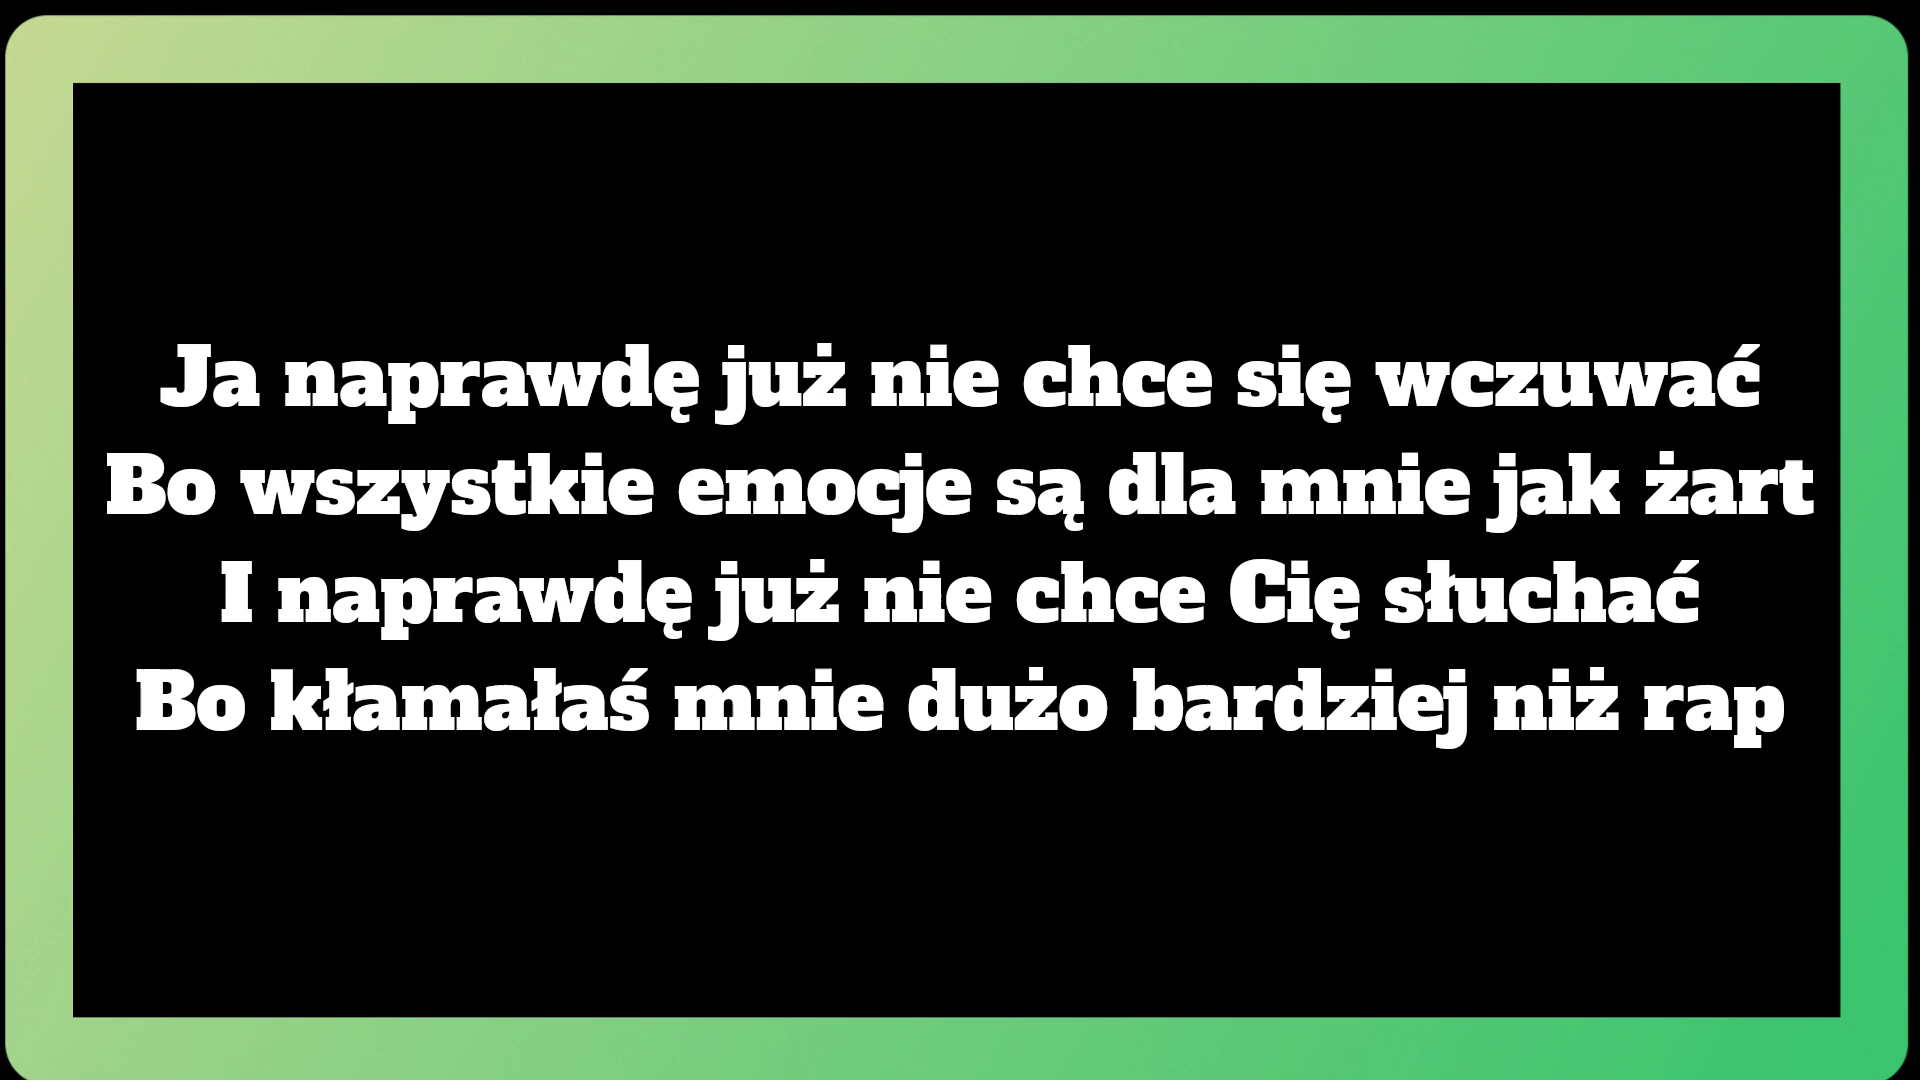 Ja naprawdę już nie chce się wczuwać
Bo wszystkie emocje są dla mnie jak żart
I naprawdę już nie chce Cię słuchać
Bo kłamałaś mnie dużo bardziej niż rap